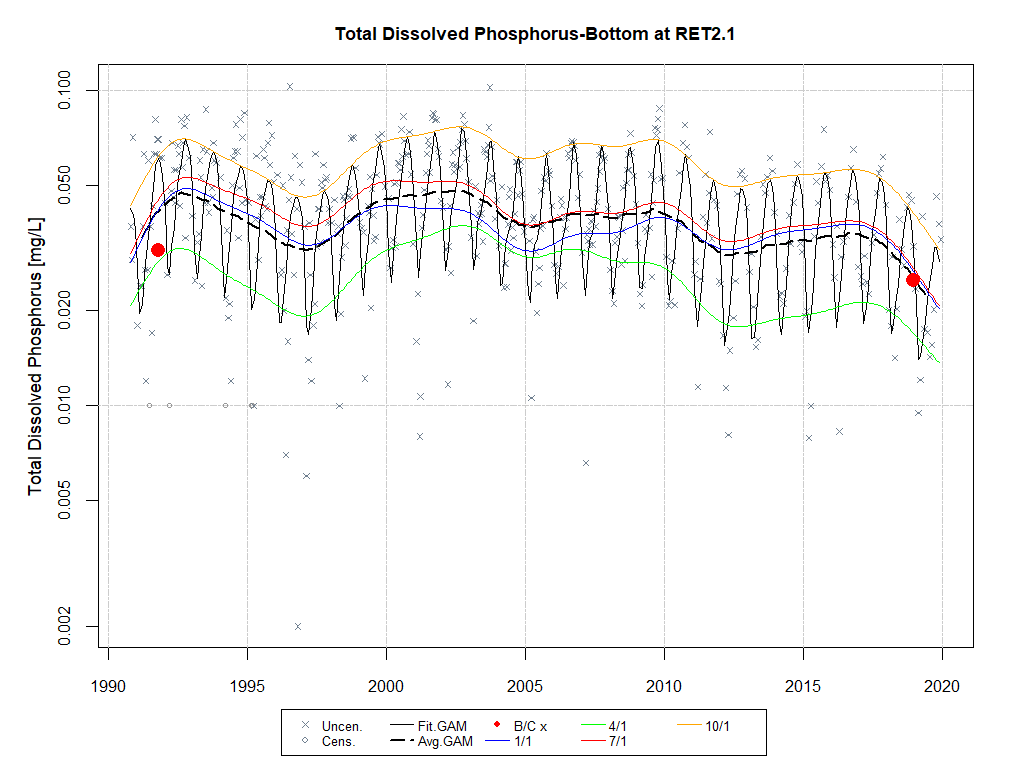 Total Dissolved Phosphorus-Bottom at RET2.1
Total Dissolved Phosphorus [mg/L]
0.100
0.050
0.020
0.010
0.005
0.002
1990 1995 2000 2005 2010 2015 2020
Uncen. Fit.GAM B/C x 4/1 10/1
Cens. Avg.GAM 1/1 7/1